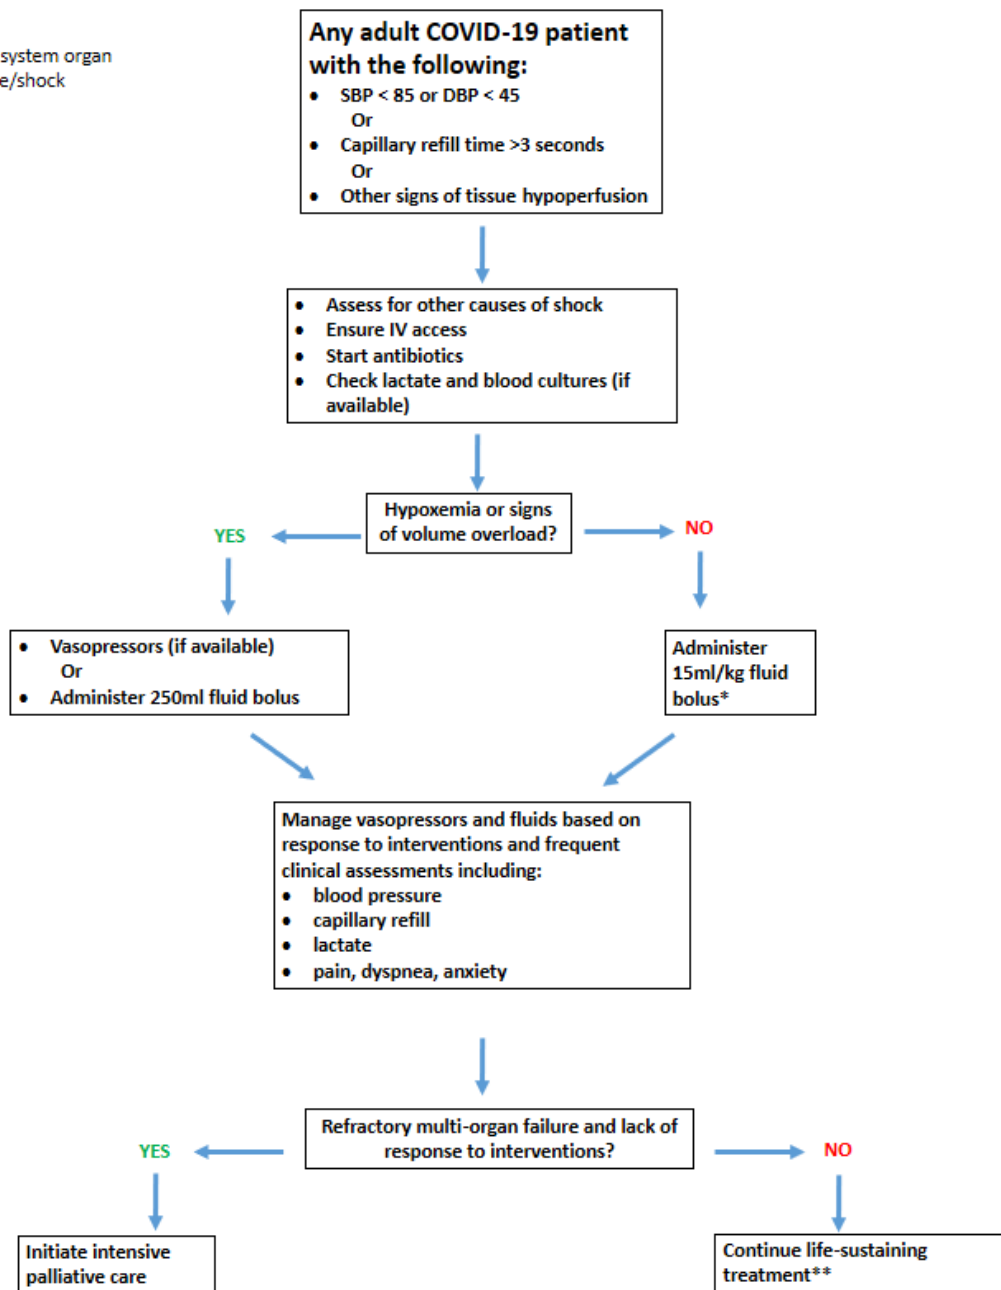 system organ
e/shock
Any adult COVID-19 patient
with the following:
• SBP < 85 or DBP < 45
Or
• Capillary refill time >3 seconds
Or
• Other signs of tissue hypoperfusion
• Assess for other causes of shock
• Ensure IV access
• Start antibiotics
• Check lactate and blood cultures (if
available)
Hypoxemia or signs
of volume overload?
YES
NO
• Vasopressors (if available)
Or
• Administer 250ml fluid bolus
Administer
15ml/kg fluid
bolus*
Manage vasopressors and fluids based on
response to interventions and frequent
clinical assessments including:
• blood pressure
• capillary refill
• lactate
• pain, dyspnea, anxiety
Refractory multi-organ failure and lack of
response to interventions?
YES
NO
Initiate intensive
palliative care
Continue life-sustaining
treatment**